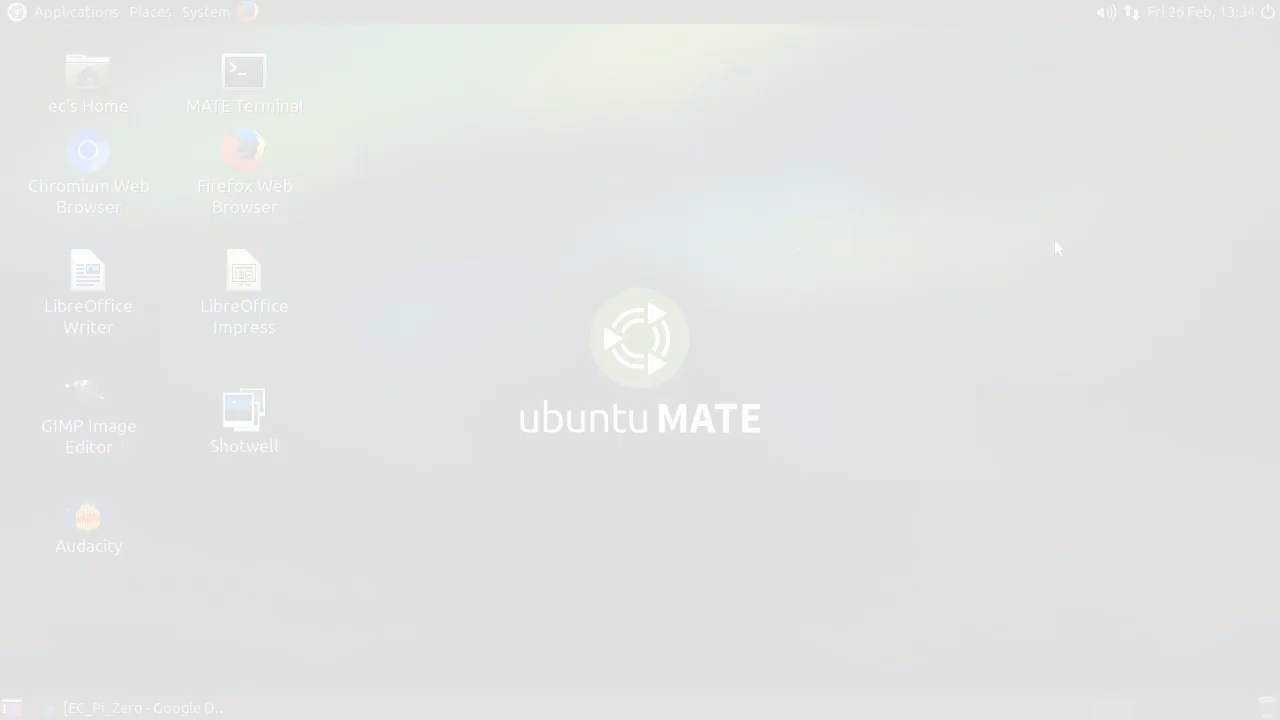 Applications Places System
Fri 26 Feb, 13:34
ec's Home
MATE Terminal
Chromium Web
Browser
Firefox Web
Browser
LibreOffice
Writer
LibreOffice
Impress
GIMP Image
Editor
Shotwell
Audacity
ubuntu MATE
[EC_Pi_Zero - Google D...